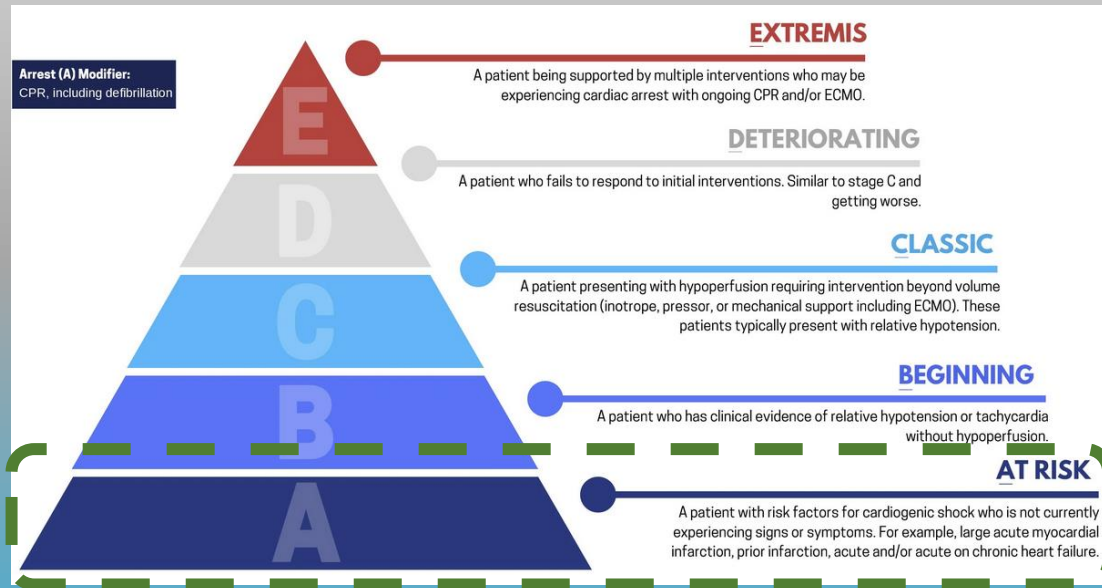 EXTREMIS
Arrest (A) Modifier:
CPR, including defibrillation
A patient being supported by multiple interventions who may be
experiencing cardiac arrest with ongoing CPR and/or ECMO.
E
DETERIORATING
A patient who fails to respond to initial interventions. Similar to stage C and
getting worse.
D
CLASSIC
A patient presenting with hypoperfusion requiring intervention beyond volume
resuscitation (inotrope, pressor, or mechanical support including ECMO). These
patients typically present with relative hypotension.
C
BEGINNING
A patient who has clinical evidence of relative hypotension or tachycardia
without hypoperfusion.
B
AT RISK
A patient with risk factors for cardiogenic shock who is not currently
experiencing signs or symptoms. For example, large acute myocardial
infarction, prior infarction, acute and/or acute on chronic heart failure.
A